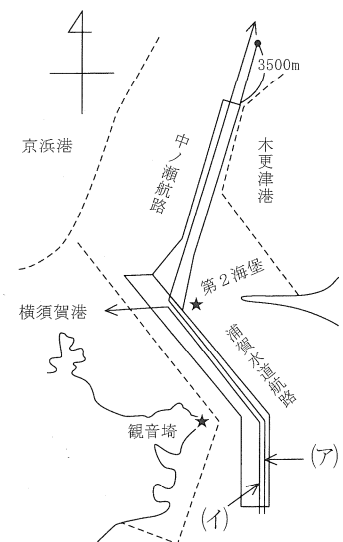 3500m
中ノ瀬航路
木更津港
京浜港
第2海堡
横須賀港
浦賀水道航路
観音埼
(ア)
(イ)